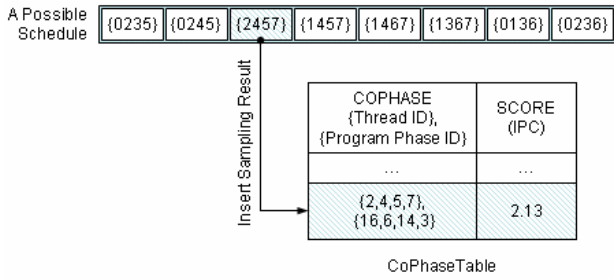 A Possible
Schedule
{0235} {0245} {2457} {1457} {1467} {1367} {0136} {0236}
Insert Sampling Result
COPHASE
{Thread ID},
{Program Phase ID}
SCORE
(IPC)
... ...
{2,4,5,7},
{16,6,14,3}
2.13
CoPhaseTable